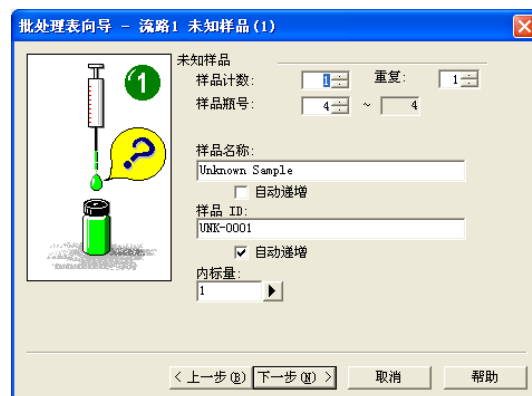 批处理表向导 - 流路1 未知样品(1)
1
?
未知样品
样品计数: 1 重复: 1
样品瓶号: 4 ~ 4
样品名称:
Unknown Sample
自动递增
样品 ID:
UNK-0001
自动递增
内标量:
1
< 上一步(B) 下一步(N) > 取消 帮助